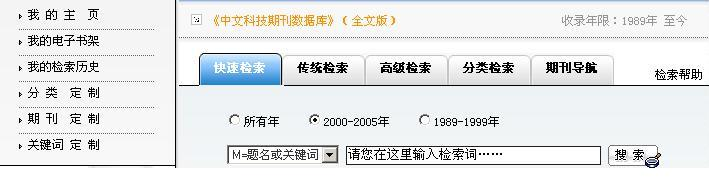 我 的 主 页
我的电子书架
我的检索历史
分 类 定 制
期 刊 定 制
关键词 定 制
《中文科技期刊数据库》（ 全文版） 收录年限：1989年 至今
快速检索 传统检索 高级检索 分类检索 期刊导航 检索帮助
所有年 2000-2005年 1989-1999年
M=题名或关键词 请您在这里输入检索词…… 搜 索